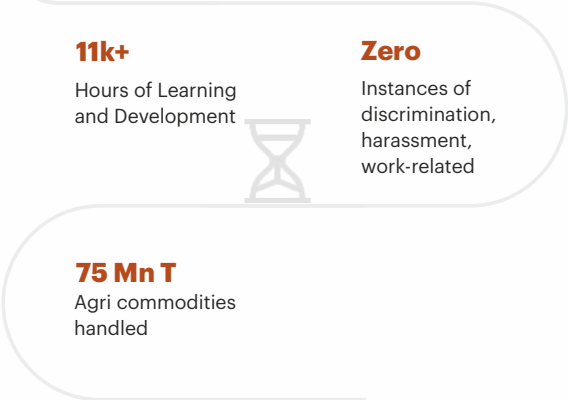 11k+
Hours of Learning
and Development
Zero
Instances of
discrimination,
harassment,
work-related
75 Mn T
Agri commodities
handled